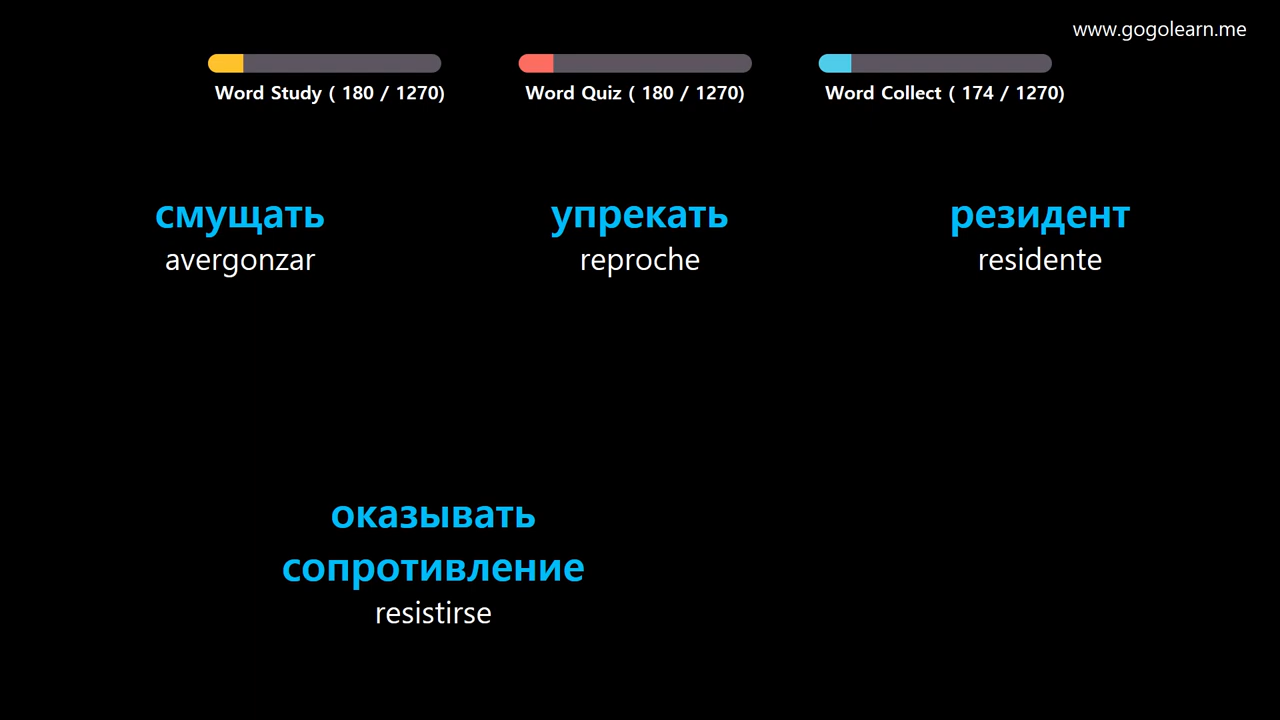 www.gogolearn.me
Word Study ( 180 / 1270)
Word Quiz ( 180 / 1270)
Word Collect ( 174 / 1270)
смущать
avergonzar
упрекать
reproche
резидент
residente
оказывать
сопротивление
resistirse